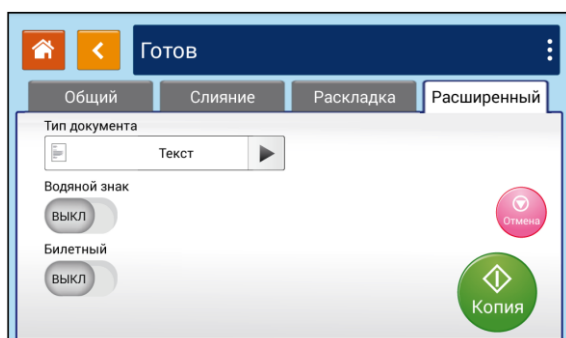 Готов
Общий Слияние Раскладка Расширенный
Тип документа
Текст
Водяной знак
ВЫКЛ
Отмена
Билетный
ВЫКЛ
Копия